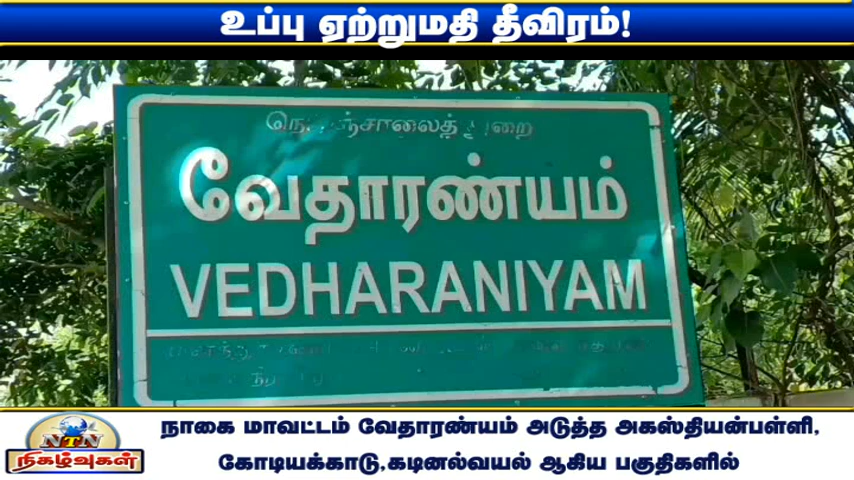 உப்பு ஏற்றுமதி தீவிரம்!
வேதாரண்யம்
VEDHARANIYAM
NTN
நிகழ்வுகள்
நாகை மாவட்டம் வேதாரண்யம் அடுத்த அகஸ்தியன்பள்ளி,
கோடியக்காடு,கடினல்வயல் ஆகிய பகுதிகளில்